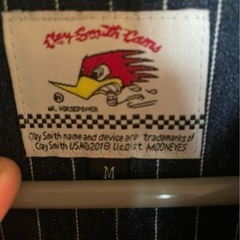 Clay Smith Cams
MR. HORSEPOWER
Clay Smith name and device are trademarks of
Clay Smith USA©2018 Lic.Dist. MOONEYES
M